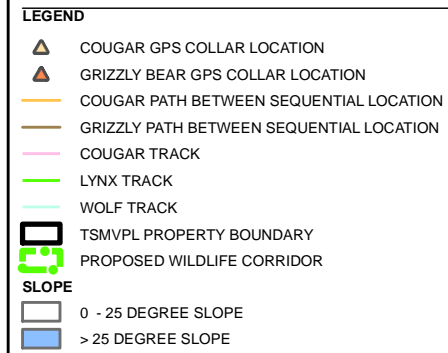 LEGEND
COUGAR GPS COLLAR LOCATION
GRIZZLY BEAR GPS COLLAR LOCATION
COUGAR PATH BETWEEN SEQUENTIAL LOCATION
GRIZZLY PATH BETWEEN SEQUENTIAL LOCATION
COUGAR TRACK
LYNX TRACK
WOLF TRACK
TSMVPL PROPERTY BOUNDARY
PROPOSED WILDLIFE CORRIDOR
SLOPE
0 - 25 DEGREE SLOPE
> 25 DEGREE SLOPE